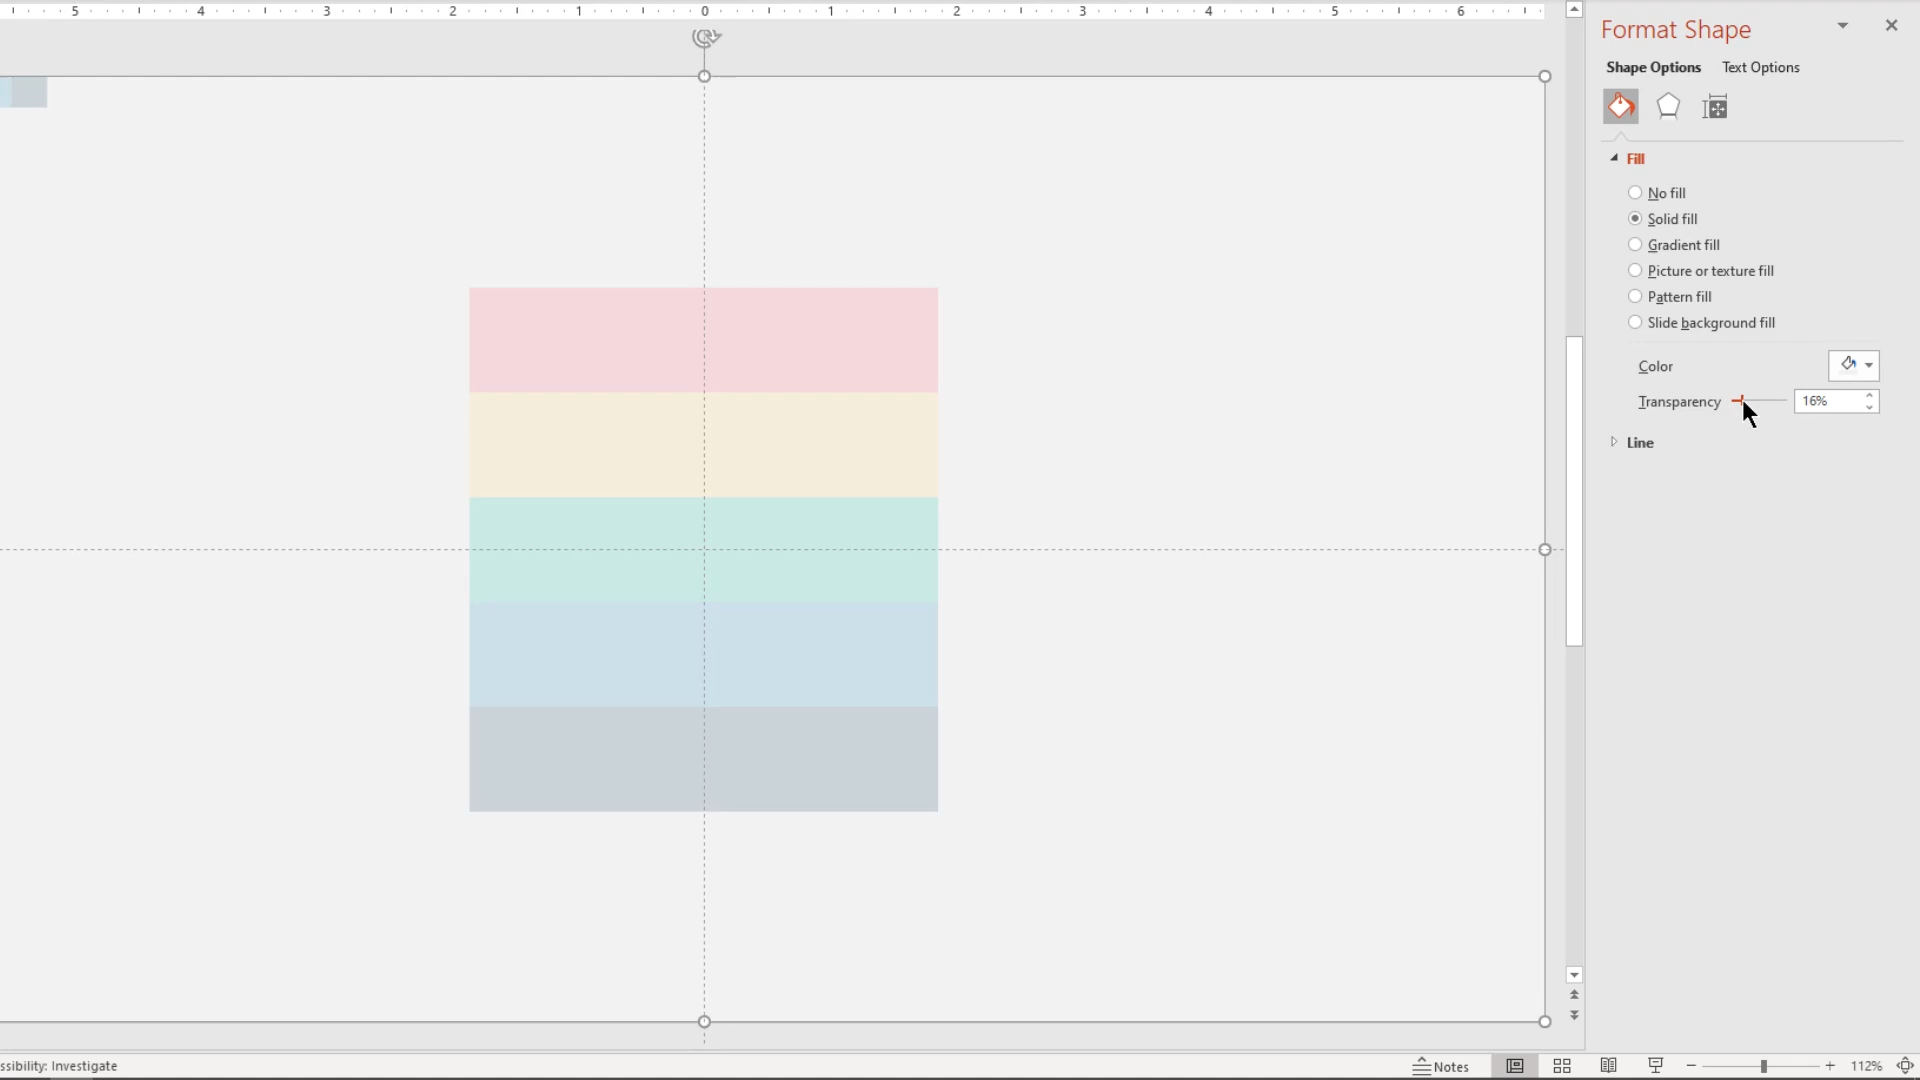 5 4 3 2 1 0 1 2 3 4 5 6
Format Shape
Shape Options Text Options
Fill
No fill
Solid fill
Gradient fill
Picture or texture fill
Pattern fill
Slide background fill
Color
Transparency 16%
Line
ssibility: Investigate Notes 112%